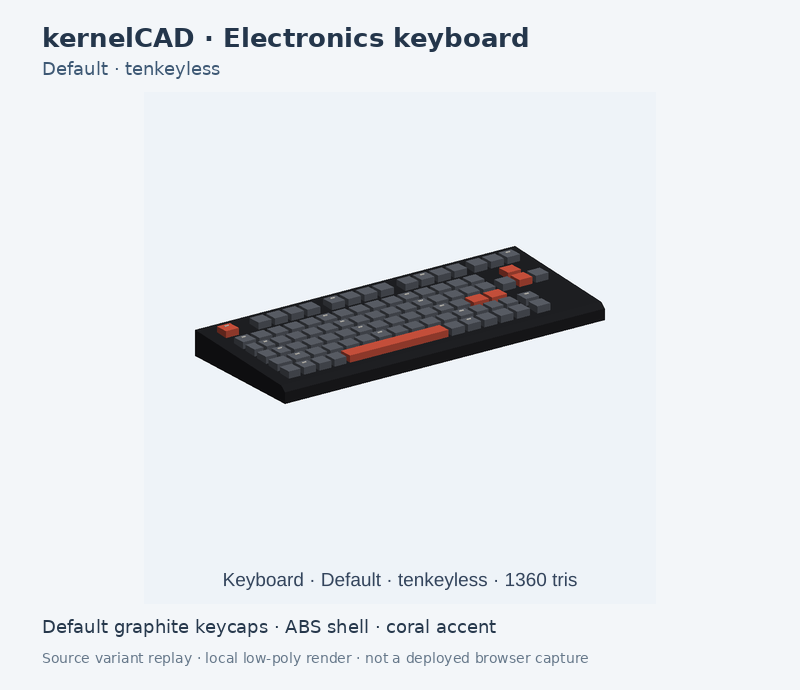 kernelCAD · Electronics keyboard
Default · tenkeyless
Keyboard · Default · tenkeyless · 1360 tris
Default graphite keycaps · ABS shell · coral accent
Source variant replay · local low-poly render · not a deployed browser capture